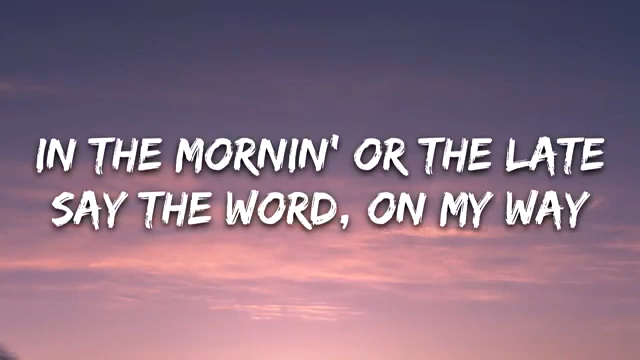 IN THE MORNIN' OR THE LATE
SAY THE WORD, ON MY WAY